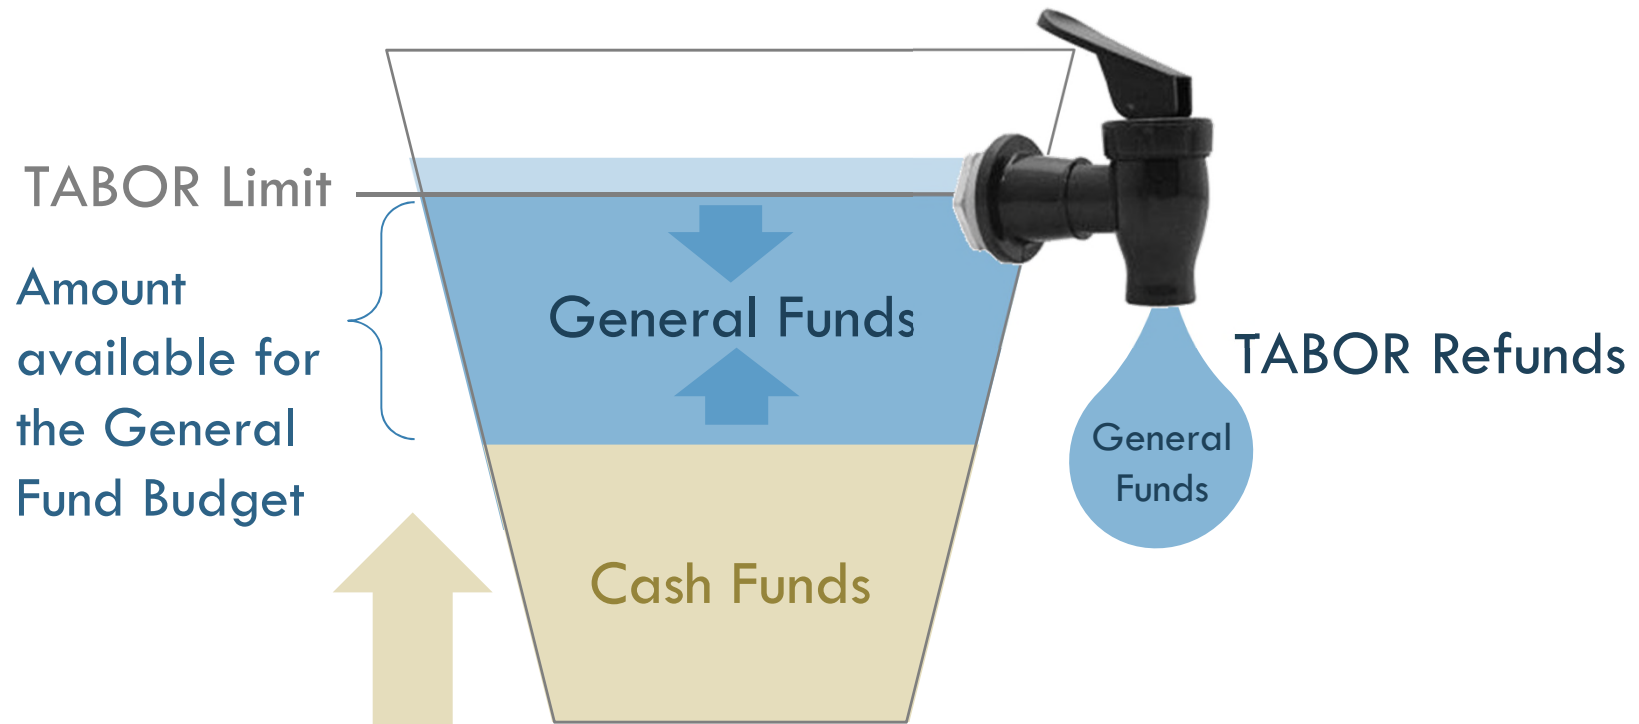 TABOR Limit
Amount
available for
the General
Fund Budget
General Funds
Cash Funds
TABOR Refunds
General
Funds